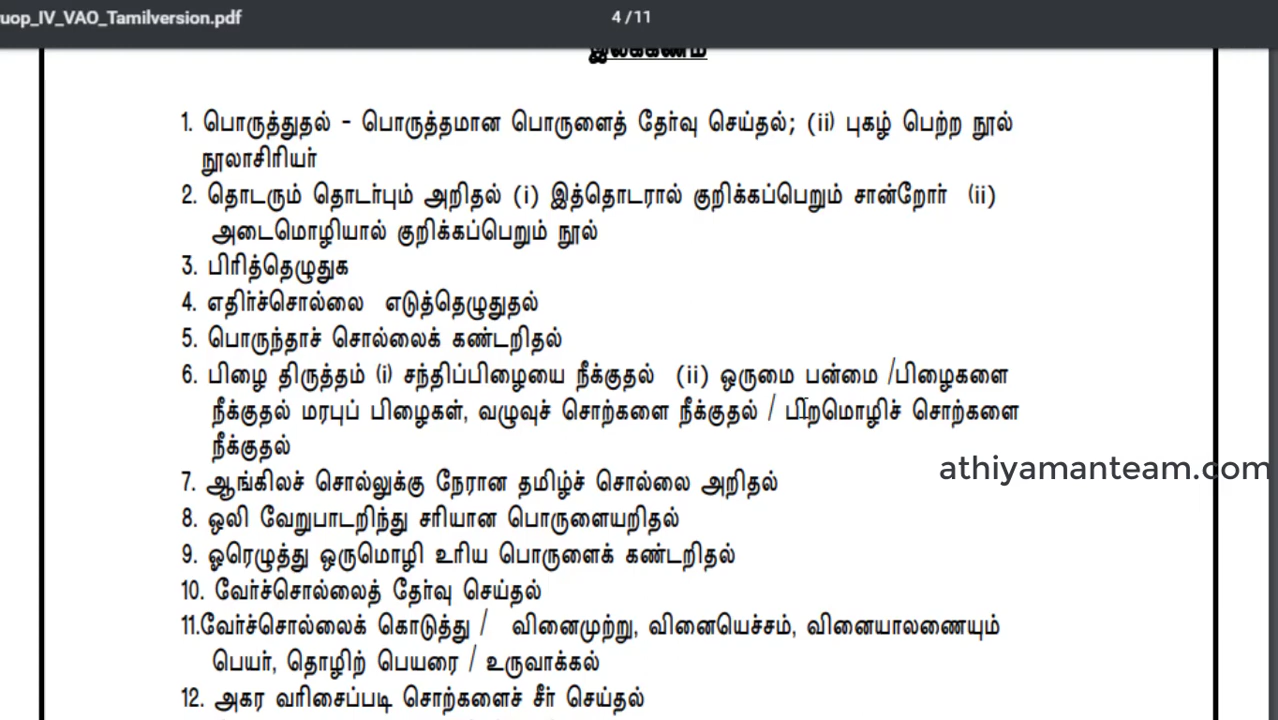 uop_IV_VAO_Tamilversion.pdf
4 / 11
இலக்கணம்
1. பொருத்துதல் - பொருத்தமான பொருளைத் தேர்வு செய்தல்; (ii) புகழ் பெற்ற நூல்
நூலாசிரியர்
2. தொடரும் தொடர்பும் அறிதல் (i) இத்தொடரால் குறிக்கப்பெறும் சான்றோர் (ii)
அடைமொழியால் குறிக்கப்பெறும் நூல்
3. பிரித்தெழுதுக
4. எதிர்ச்சொல்லை எடுத்தெழுதுதல்
5. பொருந்தாச் சொல்லைக் கண்டறிதல்
6. பிழை திருத்தம் (i) சந்திப்பிழையை நீக்குதல் (ii) ஒருமை பன்மை /பிழைகளை
நீக்குதல் மரபுப் பிழைகள், வழுவுச் சொற்களை நீக்குதல் / பிறமொழிச் சொற்களை
நீக்குதல்
athiyamanteam.com
7. ஆங்கிலச் சொல்லுக்கு நேரான தமிழ்ச் சொல்லை அறிதல்
8. ஒலி வேறுபாடறிந்து சரியான பொருளையறிதல்
9. ஓரெழுத்து ஒருமொழி உரிய பொருளைக் கண்டறிதல்
10. வேர்ச்சொல்லைத் தேர்வு செய்தல்
11.வேர்ச்சொல்லைக் கொடுத்து / வினைமுற்று, வினையெச்சம், வினையாலணையும்
பெயர், தொழிற் பெயரை / உருவாக்கல்
12. அகர வரிசைப்படி சொற்களைச் சீர் செய்தல்